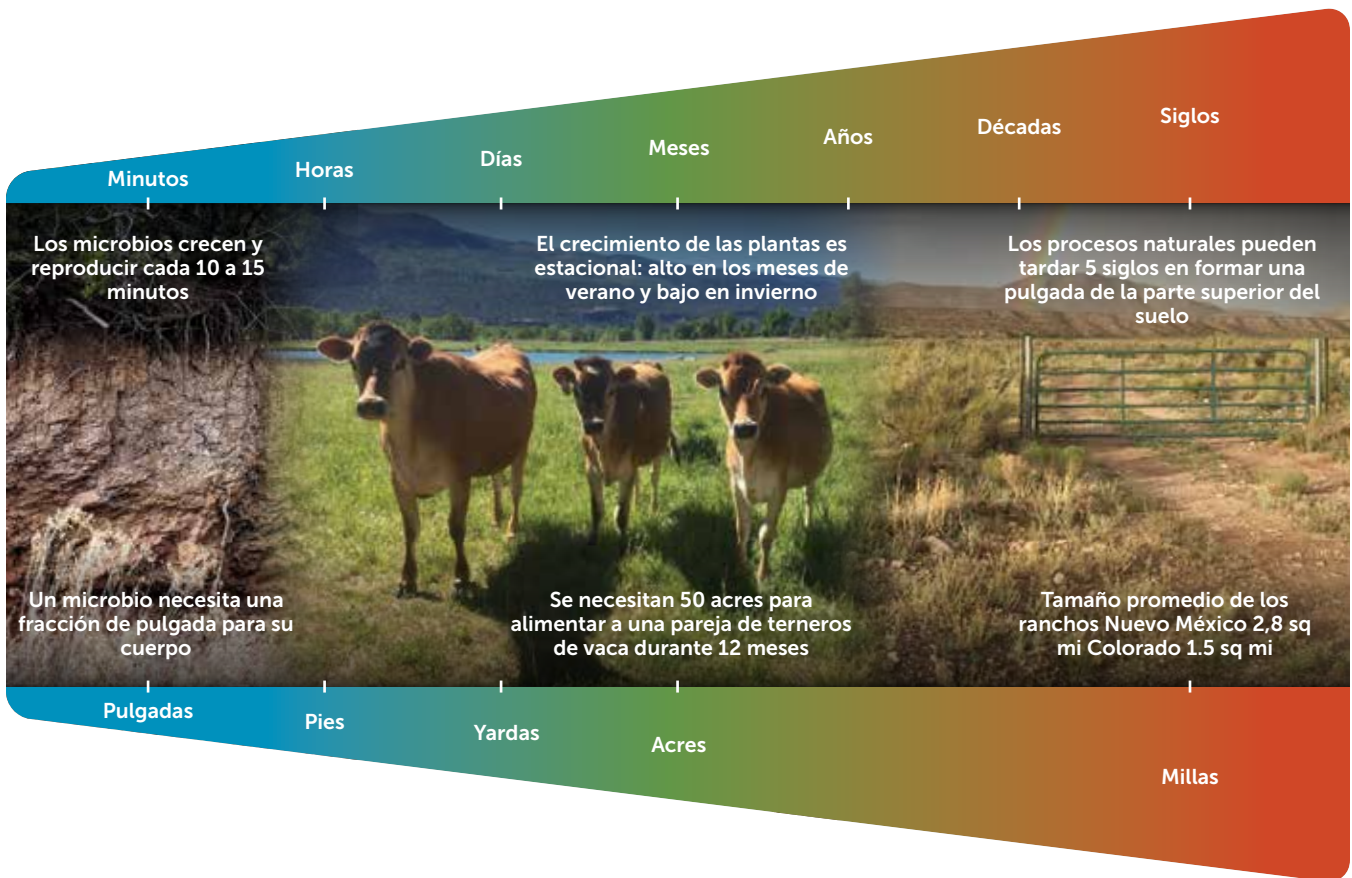 Minutos
Horas
Días
Meses
Años
Décadas
Siglos
Los microbios crecen y
reproducir cada 10 a 15
minutos
El crecimiento de las plantas es
estacional: alto en los meses de
verano y bajo en invierno
Los procesos naturales pueden
tardar 5 siglos en formar una
pulgada de la parte superior del
suelo
Un microbio necesita una
fracción de pulgada para su
cuerpo
Se necesitan 50 acres para
alimentar a una pareja de terneros
de vaca durante 12 meses
Tamaño promedio de los
ranchos Nuevo México 2,8 sq
mi Colorado 1.5 sq mi
Pulgadas
Pies
Yardas
Acres
Millas